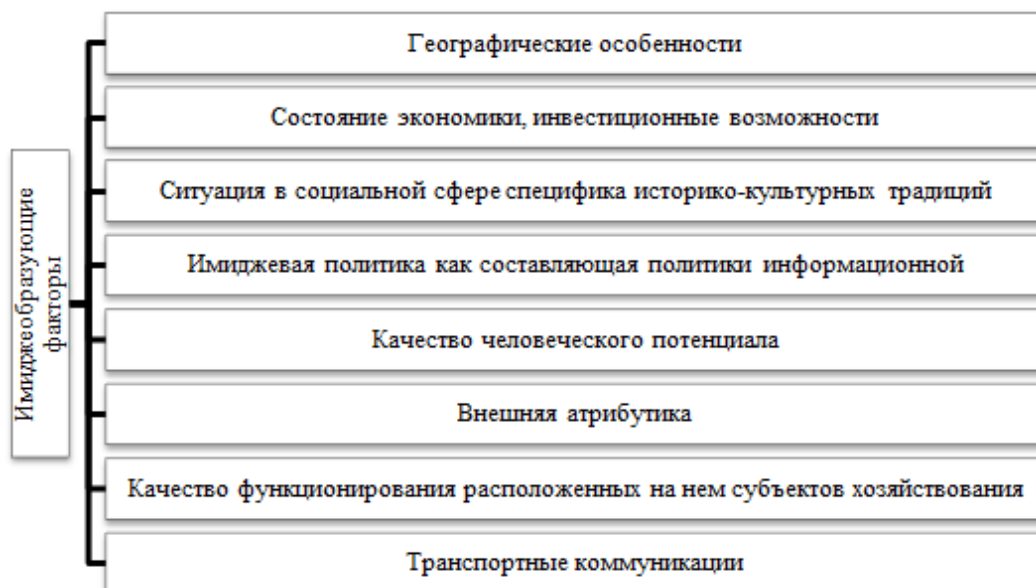 Имиджеобразующие
факторы
Географические особенности
Состояние экономики, инвестиционные возможности
Ситуация в социальной сфере специфика историко-культурных традиций
Имиджевая политика как составляющая политики информационной
Качество человеческого потенциала
Внешняя атрибутика
Качество функционирования расположенных на нем субъектов хозяйствования
Транспортные коммуникации